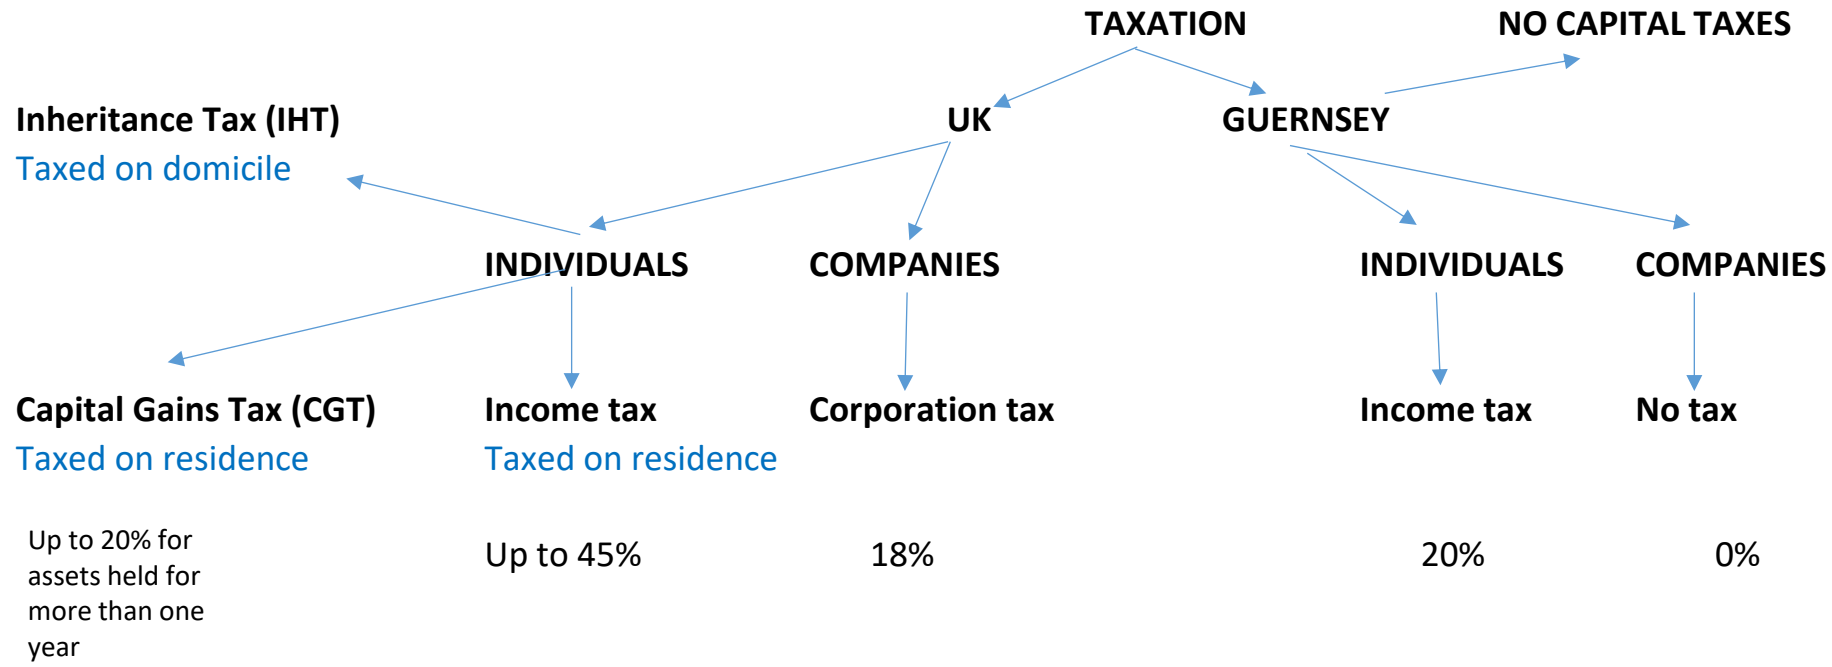 TAXATION
NO CAPITAL TAXES
Inheritance Tax (IHT)
Taxed on domicile
UK
GUERNSEY
INDIVIDUALS
COMPANIES
INDIVIDUALS
COMPANIES
Capital Gains Tax (CGT)
Taxed on residence
Income tax
Taxed on residence
Corporation tax
Income tax
No tax
Up to 20% for
assets held for
more than one
year
Up to 45%
18%
20%
0%